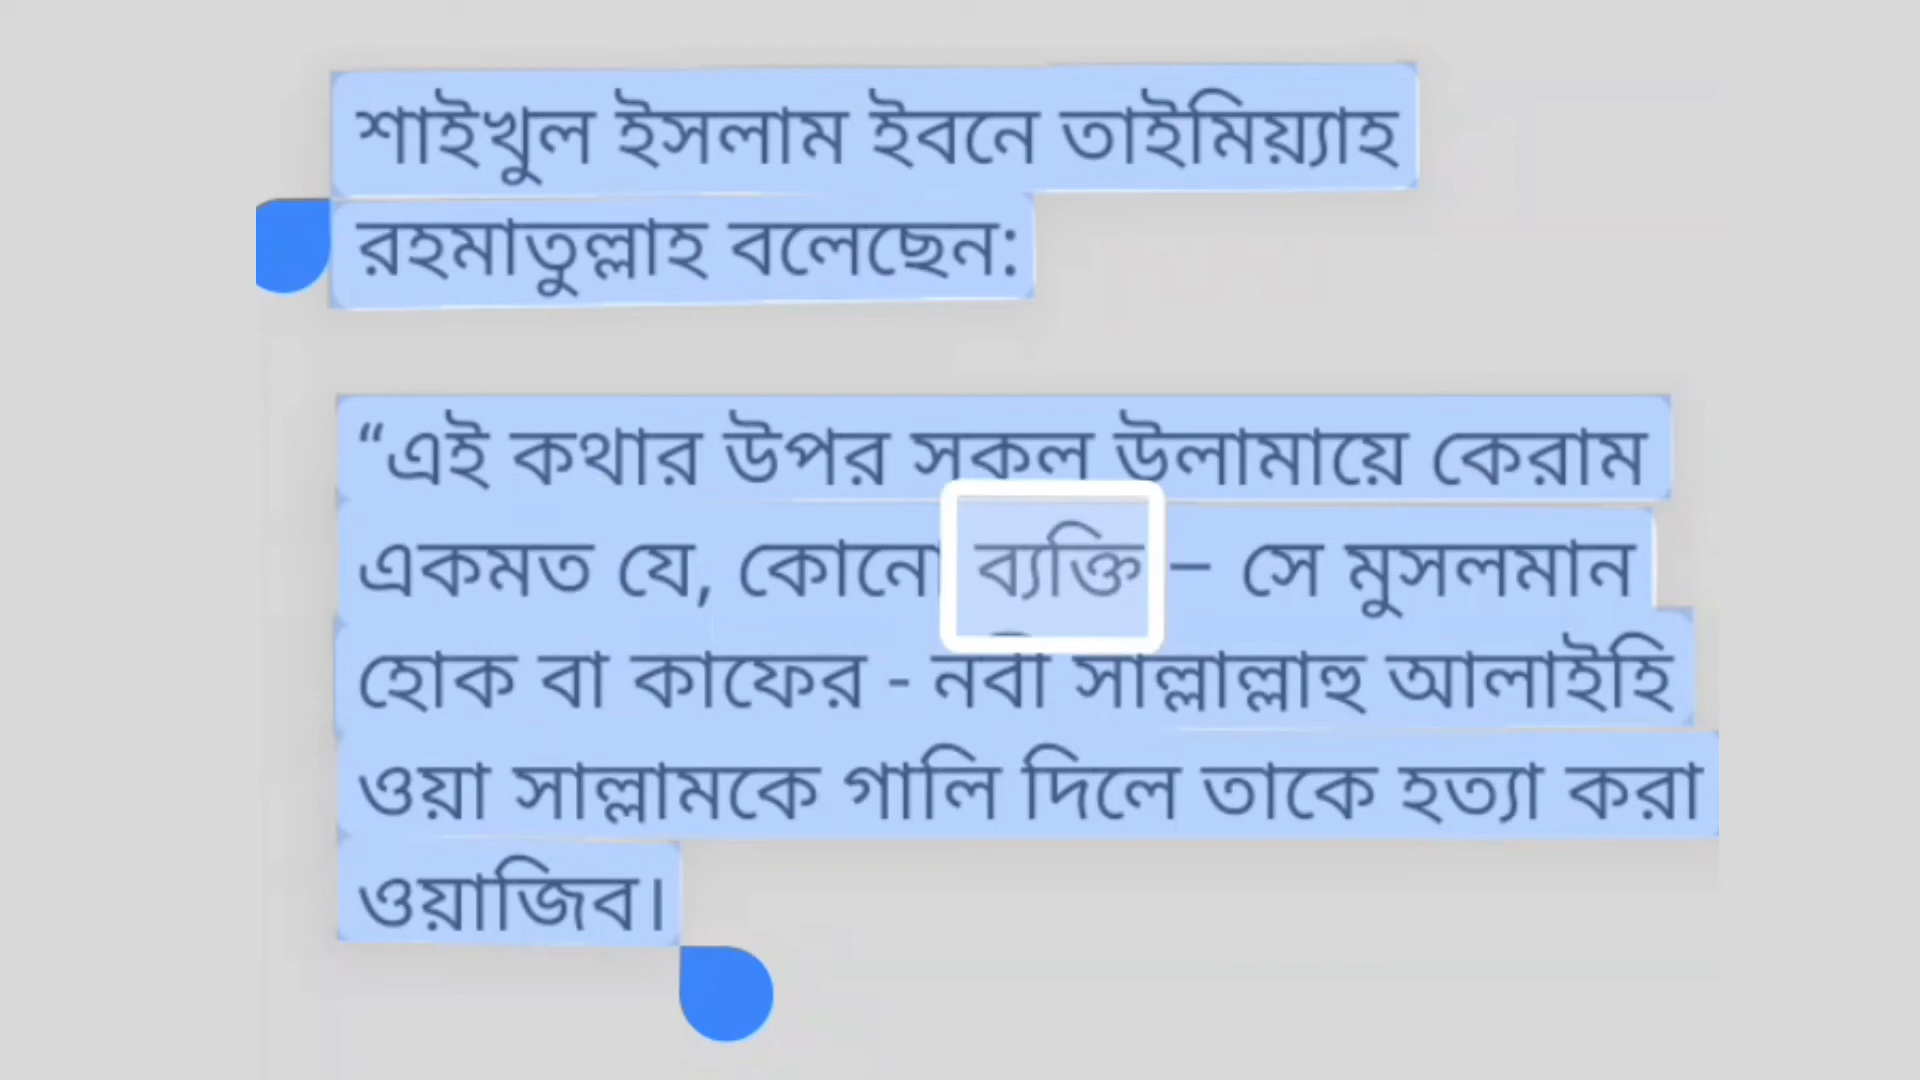 শাইখুল ইসলাম ইবনে তাইমিয়্যাহ
রহমাতুল্লাহ বলেছেন:
“এই কথার উপর সকল উলামায়ে কেরাম
একমত যে, কোনো ব্যক্তি – সে মুসলমান
হোক বা কাফের - নবী সাল্লাল্লাহু আলাইহি
ওয়া সাল্লামকে গালি দিলে তাকে হত্যা করা
ওয়াজিব।